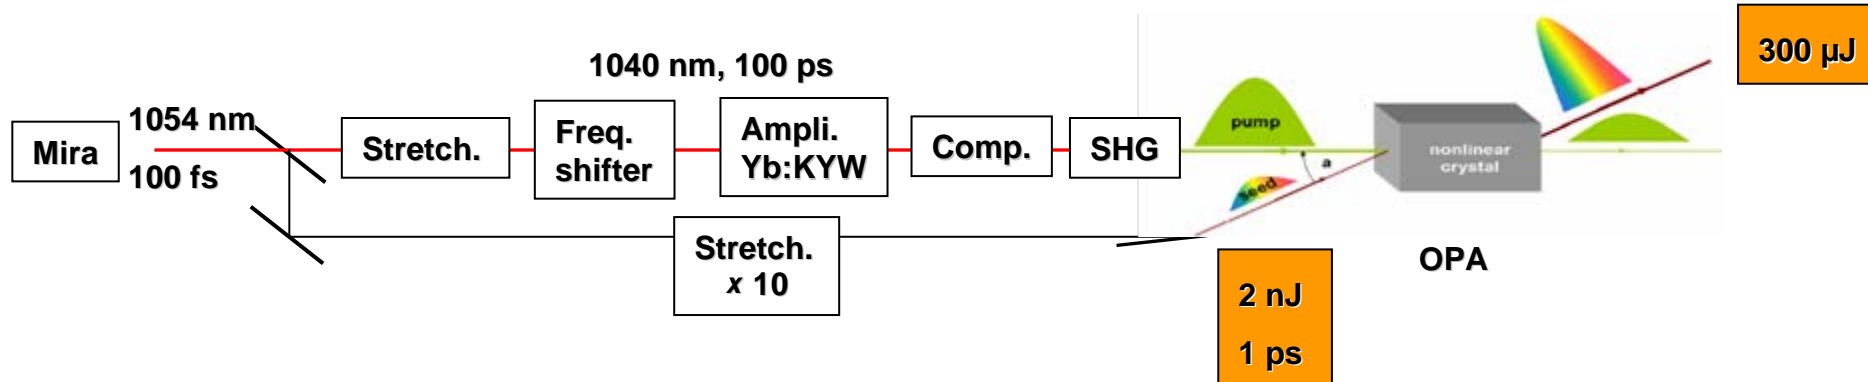 300 µJ
1040 nm, 100 ps
1054 nm
Mira
100 fs
Stretch.
Freq.
shifter
Ampli.
Yb:KYW
Comp.
SHG
pump
a
seed
nonlinear
crystal
Stretch.
x 10
OPA
2 nJ
1 ps